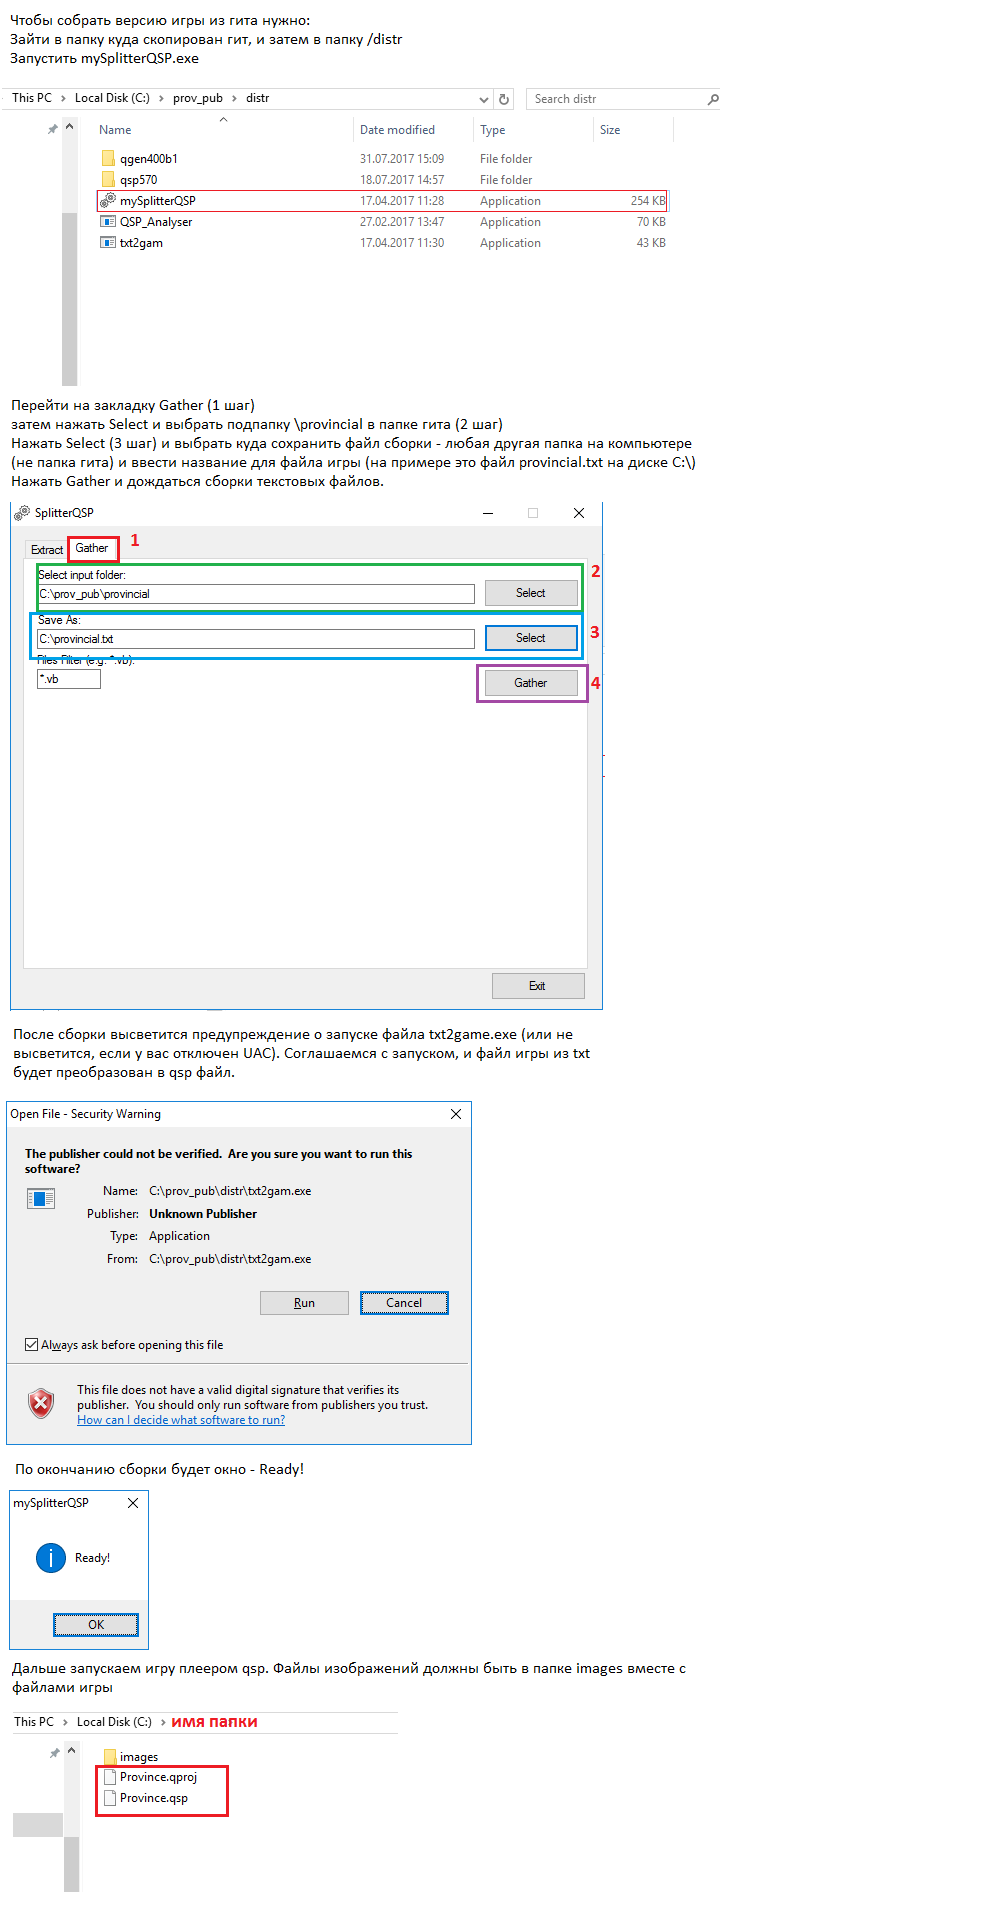 Чтобы собрать версию игры из гита нужно:
Зайти в папку куда скопирован гит, и затем в папку /distr
Запустить mySplitterQSP.exe
This PC > Local Disk (C:) > prov_pub > distr
Search distr
Name Date modified Type Size
qgen400b1 31.07.2017 15:09 File folder
qsp570 18.07.2017 14:57 File folder
mySplitterQSP 17.04.2017 11:28 Application 254 KB
QSP_Analyser 27.02.2017 13:47 Application 70 KB
txt2gam 17.04.2017 11:30 Application 43 KB
Перейти на закладку Gather (1 шаг)
затем нажать Select и выбрать подпапку \provincial в папке гита (2 шаг)
Нажать Select (3 шаг) и выбрать куда сохранить файл сборки - любая другая папка на компьютере
(не папка гита) и ввести название для файла игры (на примере это файл provincial.txt на диске C:\)
Нажать Gather и дождаться сборки текстовых файлов.
SplitterQSP
Extract Gather 1
Select input folder:
C:\prov_pub\provincial Select 2
Save As:
C:\provincial.txt Select 3
Files Filter (e.g. *.vb):
*.vb Gather 4
Exit
После сборки высветится предупреждение о запуске файла txt2game.exe (или не
высветится, если у вас отключен UAC). Соглашаемся с запуском, и файл игры из txt
будет преобразован в qsp файл.
Open File - Security Warning
The publisher could not be verified. Are you sure you want to run this
software?
Name: C:\prov_pub\distr\txt2gam.exe
Publisher: Unknown Publisher
Type: Application
From: C:\prov_pub\distr\txt2gam.exe
Run Cancel
Always ask before opening this file
This file does not have a valid digital signature that verifies its
publisher. You should only run software from publishers you trust.
How can I decide what software to run?
По окончанию сборки будет окно - Ready!
mySplitterQSP
Ready!
OK
Дальше запускаем игру плеером qsp. Файлы изображений должны быть в папке images вместе с
файлами игры
This PC > Local Disk (C:) > имя папки
images
Province.qproj
Province.qsp